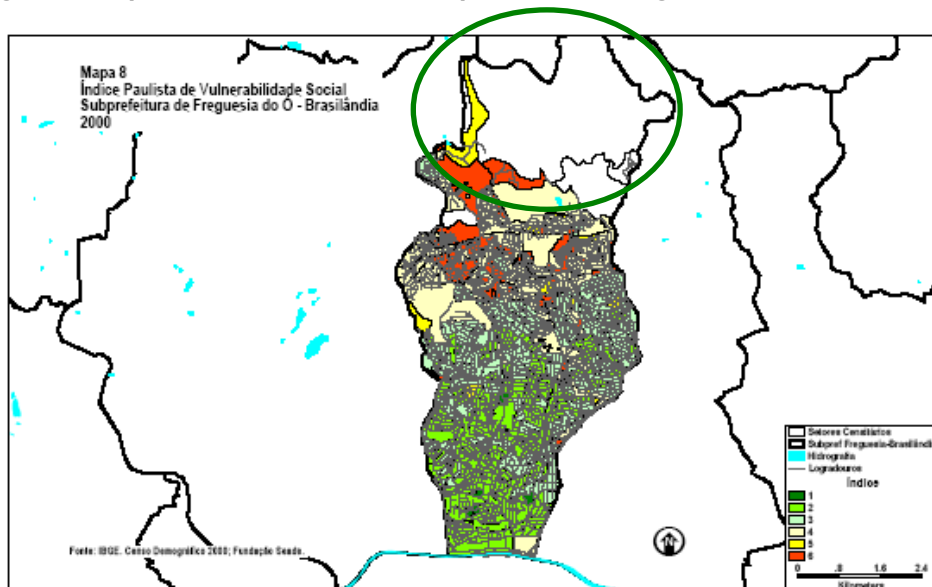 Mapa 8
Índice Paulista de Vulnerabilidade Social
Subprefeitura de Freguesia do Ó - Brasilândia
2000
Setores Censitários
Subpref Freguesia-Brasilândi
Hidrografia
Logradouros
Índice
1
2
3
4
5
6
0 .8 1.6 2.4
Kilometers
Fonte: IBGE. Censo Demográfico 2000; Fundação Seade.